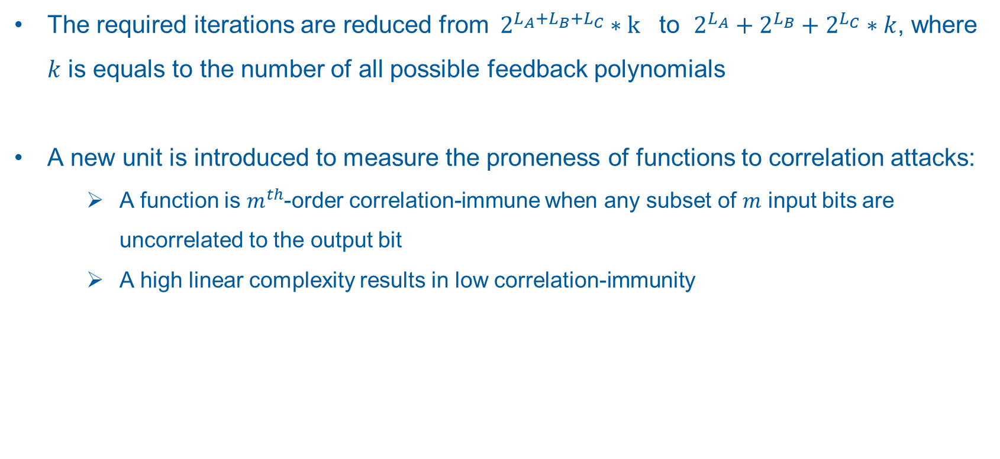 • The required iterations are reduced from 2^{L_A+L_B+L_C} * k to 2^{L_A} + 2^{L_B} + 2^{L_C} * k, where
k is equals to the number of all possible feedback polynomials
• A new unit is introduced to measure the proneness of functions to correlation attacks:
➢ A function is m^{th}-order correlation-immune when any subset of m input bits are
uncorrelated to the output bit
➢ A high linear complexity results in low correlation-immunity